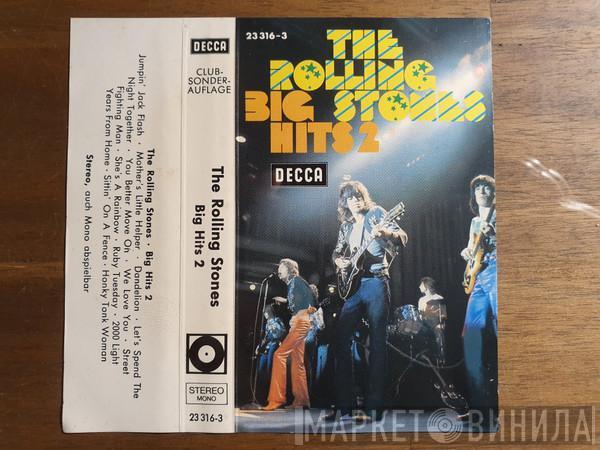 The Rolling Stones · Big Hits 2
Jumpin' Jack Flash · Mother's Little Helper · Dandelion · Let's Spend The
Night Together · You Better Move On · We Love You · Street
Fighting Man · She's A Rainbow · Ruby Tuesday · 2000 Light
Years From Home · Sittin' On A Fence · Honky Tonk Woman
Stereo, auch Mono abspielbar
DECCA
CLUB-
SONDER-
AUFLAGE
The Rolling Stones
Big Hits 2
STEREO
MONO
23 316-3
23 316-3
THE
ROLLING
BIG STONES
HITS 2
DECCA
МАРКЕТ ВИНИЛА